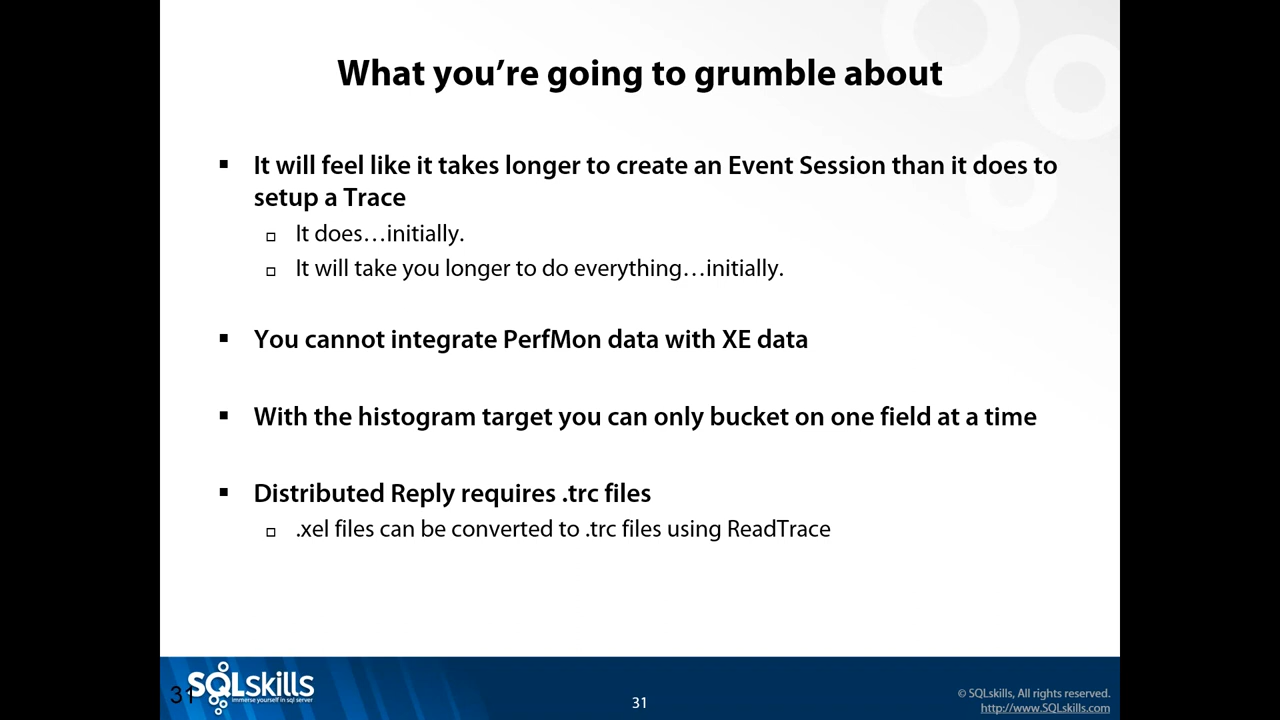 What you’re going to grumble about
▪ It will feel like it takes longer to create an Event Session than it does to
setup a Trace
□ It does…initially.
□ It will take you longer to do everything…initially.
▪ You cannot integrate PerfMon data with XE data
▪ With the histogram target you can only bucket on one field at a time
▪ Distributed Reply requires .trc files
□ .xel files can be converted to .trc files using ReadTrace
31
SQLskills
immerse yourself in sql server
31
© SQLskills, All rights reserved.
http://www.SQLskills.com